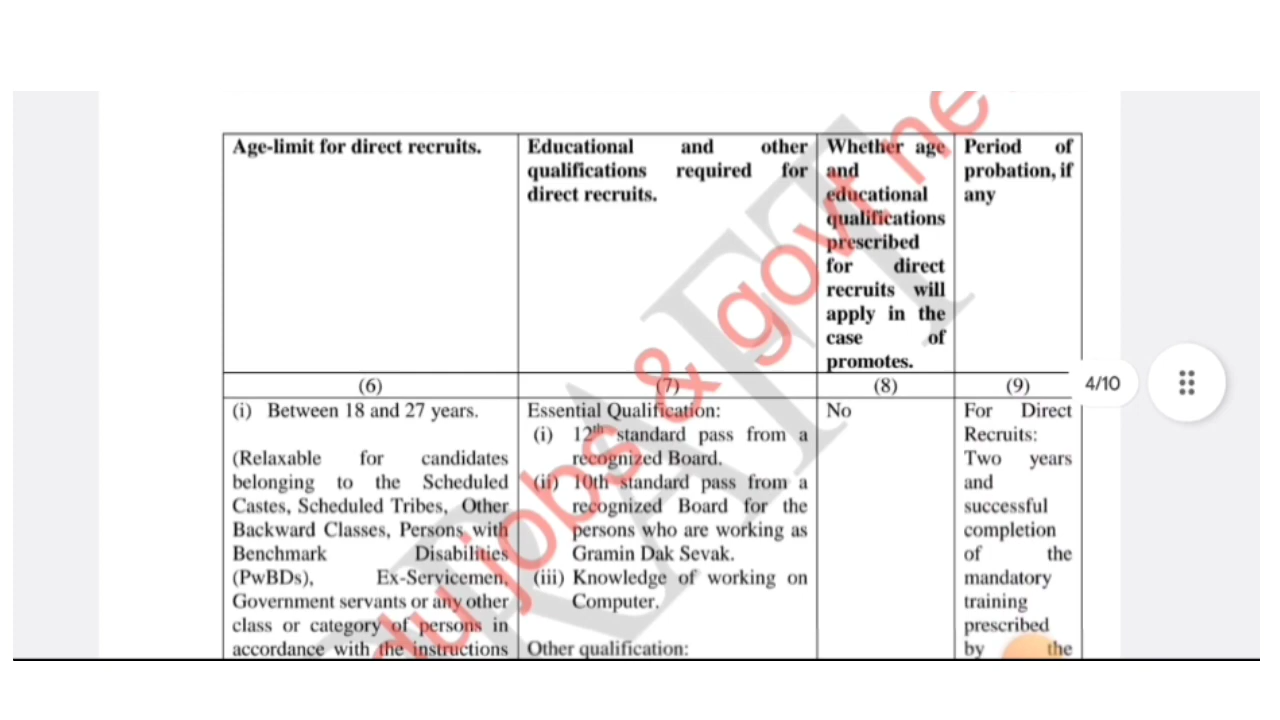 Age-limit for direct recruits.
Educational and other
qualifications required for
direct recruits.
Whether age
and
educational
qualifications
prescribed
for direct
recruits will
apply in the
case of
promotes.
Period of
probation, if
any
(6)
(7)
(8)
(9)
4/10
(i) Between 18 and 27 years.
(Relaxable for candidates
belonging to the Scheduled
Castes, Scheduled Tribes, Other
Backward Classes, Persons with
Benchmark Disabilities
(PwBDs), Ex-Servicemen,
Government servants or any other
class or category of persons in
accordance with the instructions
Essential Qualification:
(i) 12th standard pass from a
recognized Board.
(ii) 10th standard pass from a
recognized Board for the
persons who are working as
Gramin Dak Sevak.
(iii) Knowledge of working on
Computer.
Other qualification:
No
For Direct
Recruits:
Two years
and
successful
completion
of the
mandatory
training
prescribed
by the
edu jobs & govt ne
DRAFT